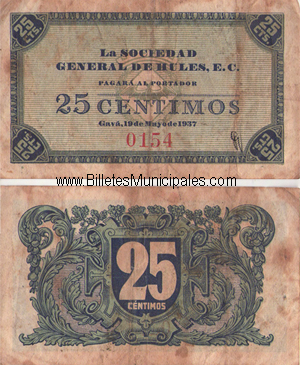 25 CTS.
25 CTS.
La SOCIEDAD
GENERAL DE HULES, E.C.
PAGARÁ AL PORTADOR
25 CENTIMOS
Gavá, 19 de Mayo de 1937
0154
25 CTS.
25 CTS.
www.BilletesMunicipales.com
25
CÉNTIMOS